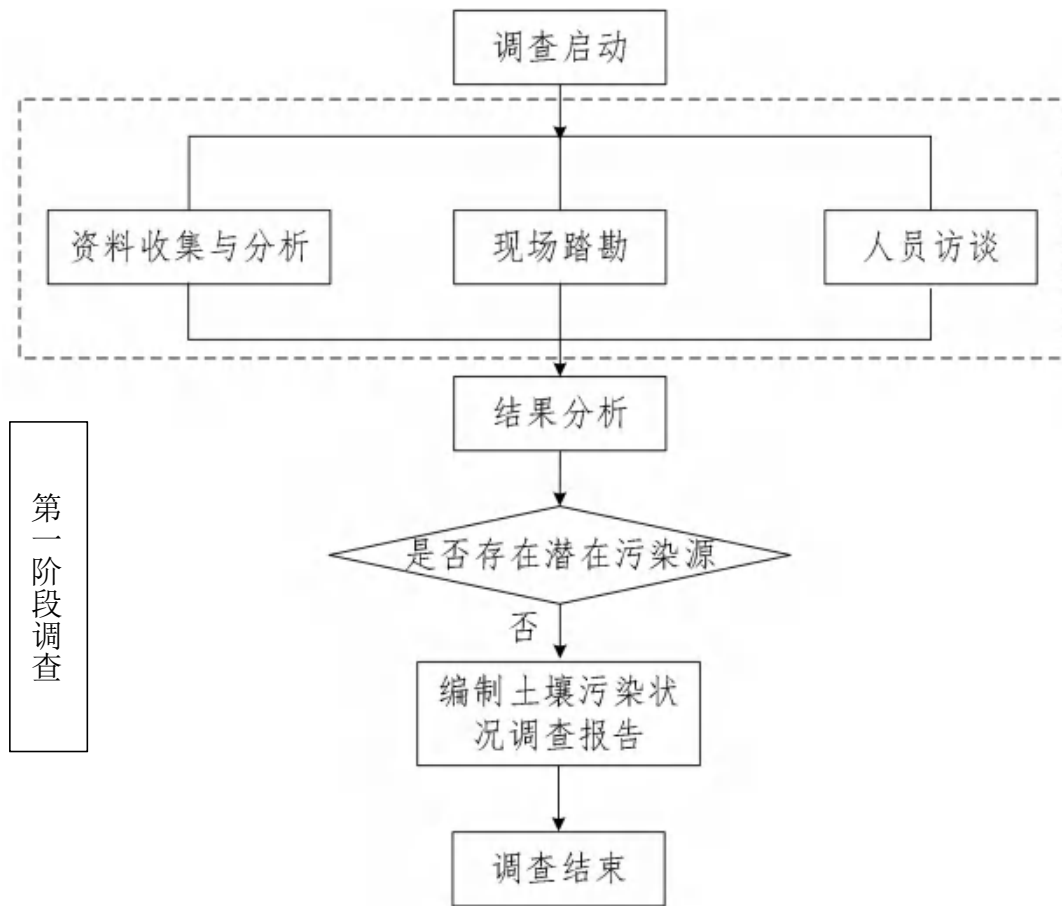 调查启动
资料收集与分析
现场踏勘
人员访谈
结果分析
第一阶段调查
是否存在潜在污染源
否
编制土壤污染状
况调查报告
调查结束